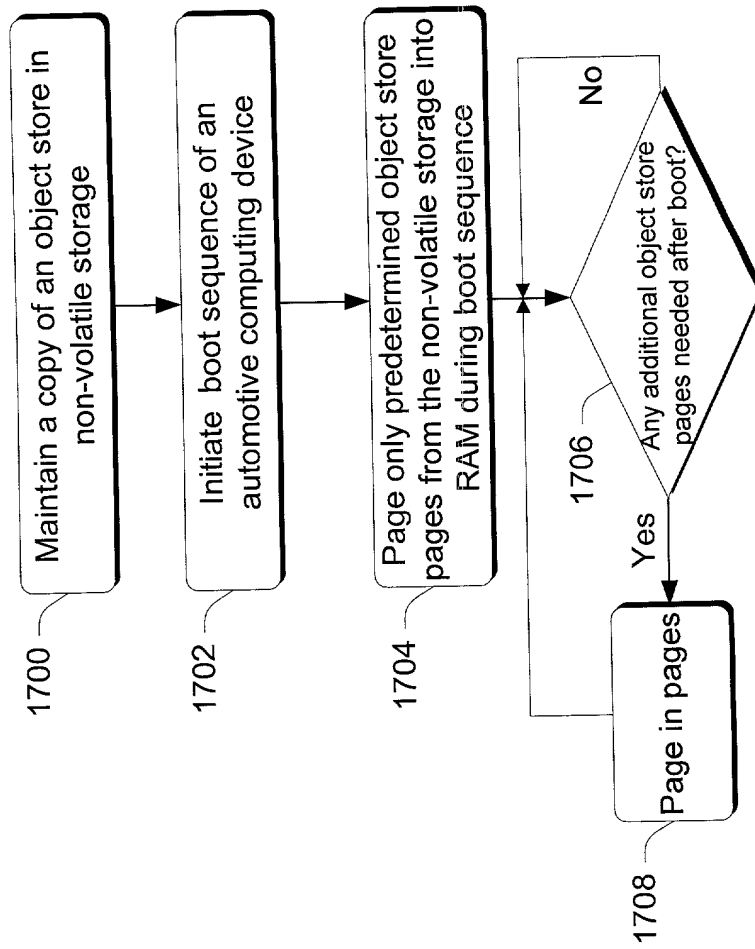 1700
Maintain a copy of an object store in
non-volatile storage
1702
Initiate boot sequence of an
automotive computing device
1704
Page only predetermined object store
pages from the non-volatile storage into
RAM during boot sequence
1706
Any additional object store
pages needed after boot?
No
Yes
1708
Page in pages